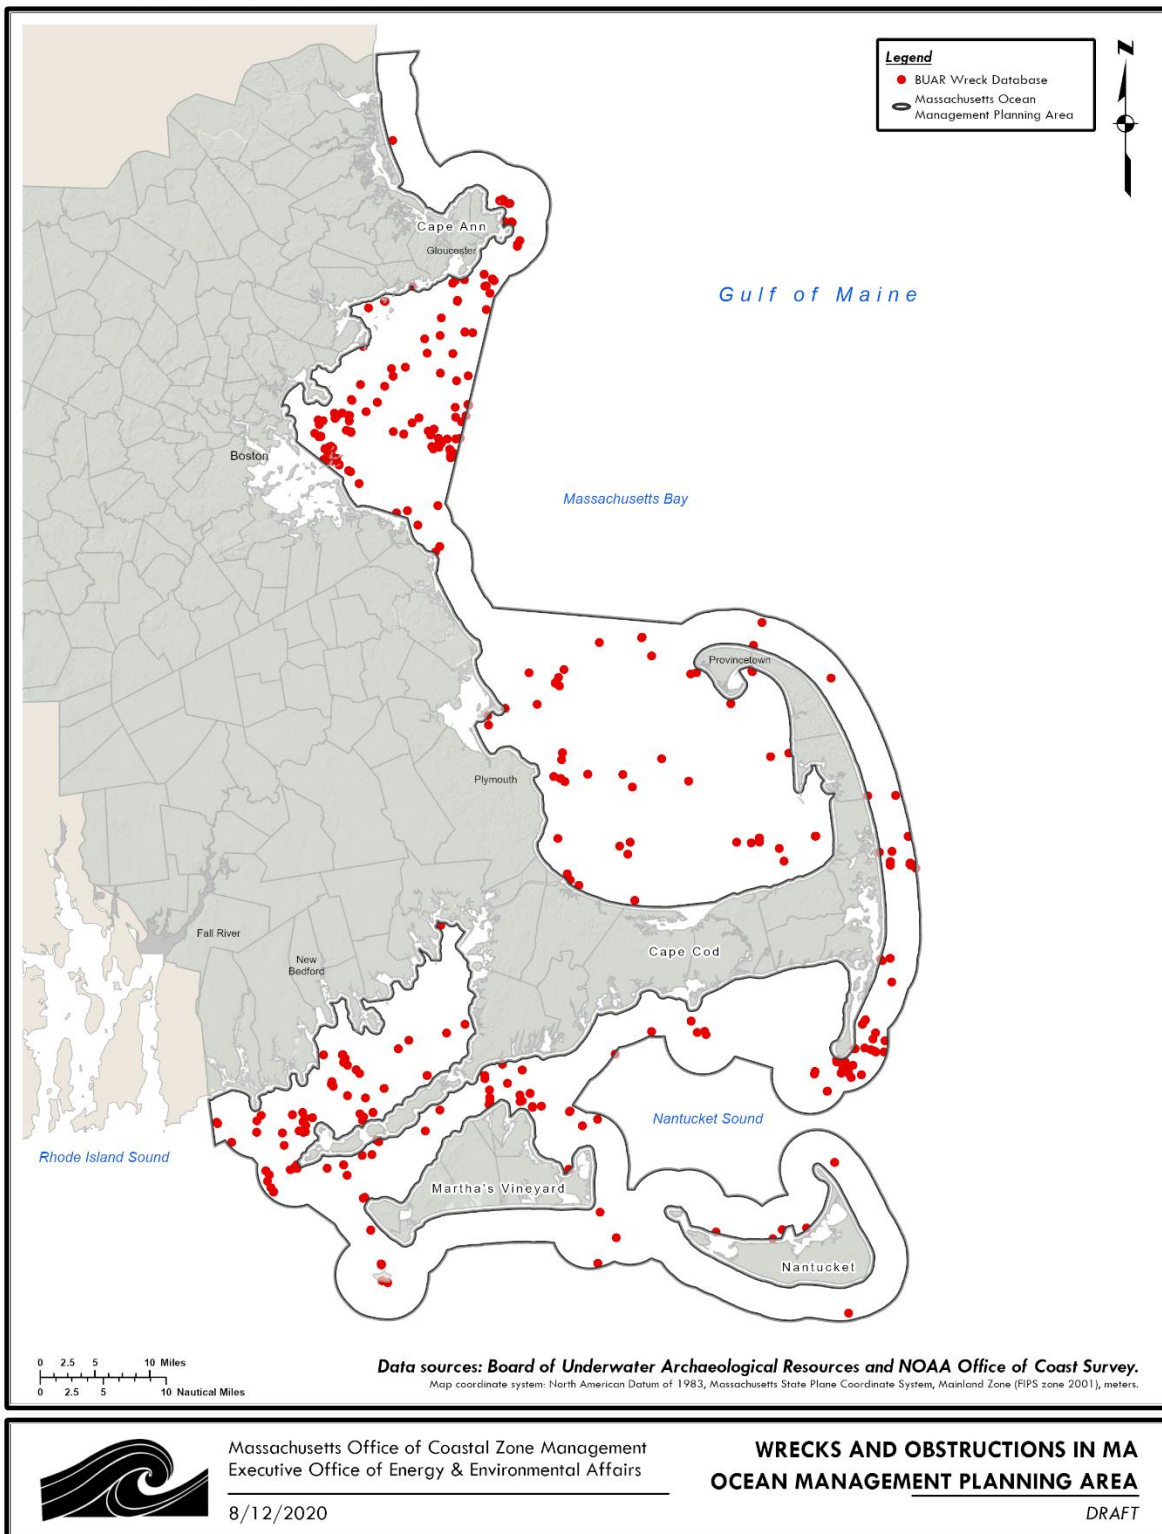 Legend
BUAR Wreck Database
Massachusetts Ocean
Management Planning Area
N
Cape Ann
Gloucester
Gulf of Maine
Boston
Massachusetts Bay
Provincetown
Plymouth
Fall River
New
Bedford
Cape Cod
Nantucket Sound
Rhode Island Sound
Martha's Vineyard
Nantucket
0 2.5 5 10 Miles
0 2.5 5 10 Nautical Miles
Data sources: Board of Underwater Archaeological Resources and NOAA Office of Coast Survey.
Map coordinate system: North American Datum of 1983, Massachusetts State Plane Coordinate System, Mainland Zone (FIPS zone 2001), meters.
Massachusetts Office of Coastal Zone Management
Executive Office of Energy & Environmental Affairs
8/12/2020
WRECKS AND OBSTRUCTIONS IN MA
OCEAN MANAGEMENT PLANNING AREA
DRAFT